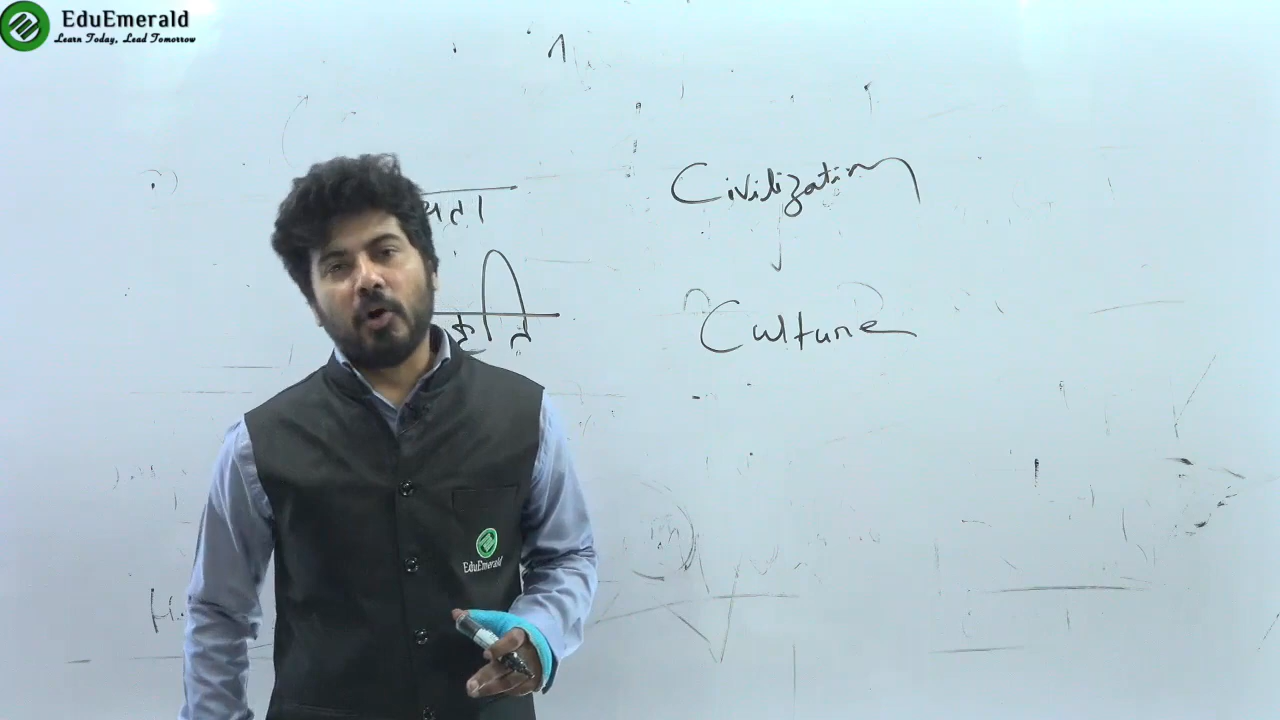 EduEmerald
Learn Today, Lead Tomorrow
Civilization
Culture
EduEmerald